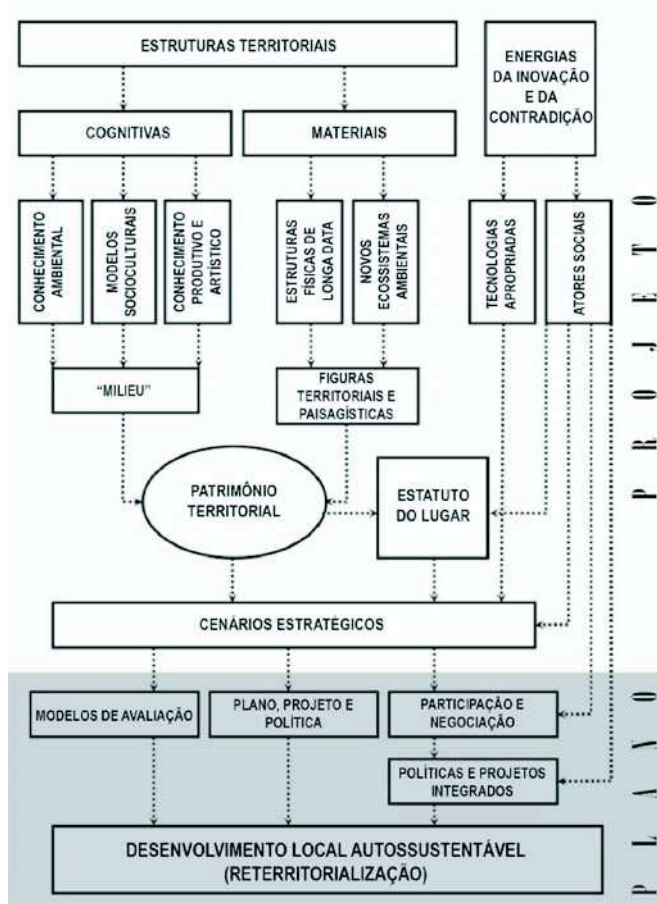 ESTRUTURAS TERRITORIAIS
ENERGIAS
DA INOVAÇÃO
E DA
CONTRADIÇÃO
COGNITIVAS
MATERIAIS
CONHECIMENTO
AMBIENTAL
MODELOS
SOCIOCULTURAIS
CONHECIMENTO
PRODUTIVO E
ARTÍSTICO
ESTRUTURAS
FÍSICAS DE
LONGA DATA
NOVOS
ECOSSISTEMAS
AMBIENTAIS
TECNOLOGIAS
APROPRIADAS
ATORES SOCIAIS
"MILIEU"
FIGURAS
TERRITORIAIS E
PAISAGÍSTICAS
PATRIMÔNIO
TERRITORIAL
ESTATUTO
DO LUGAR
CENÁRIOS ESTRATÉGICOS
PROJETO
MODELOS DE AVALIAÇÃO
PLANO, PROJETO E
POLÍTICA
PARTICIPAÇÃO E
NEGOCIAÇÃO
POLÍTICAS E PROJETOS
INTEGRADOS
DESENVOLVIMENTO LOCAL AUTOSSUSTENTÁVEL
(RETERRITORIALIZAÇÃO)
PLANO